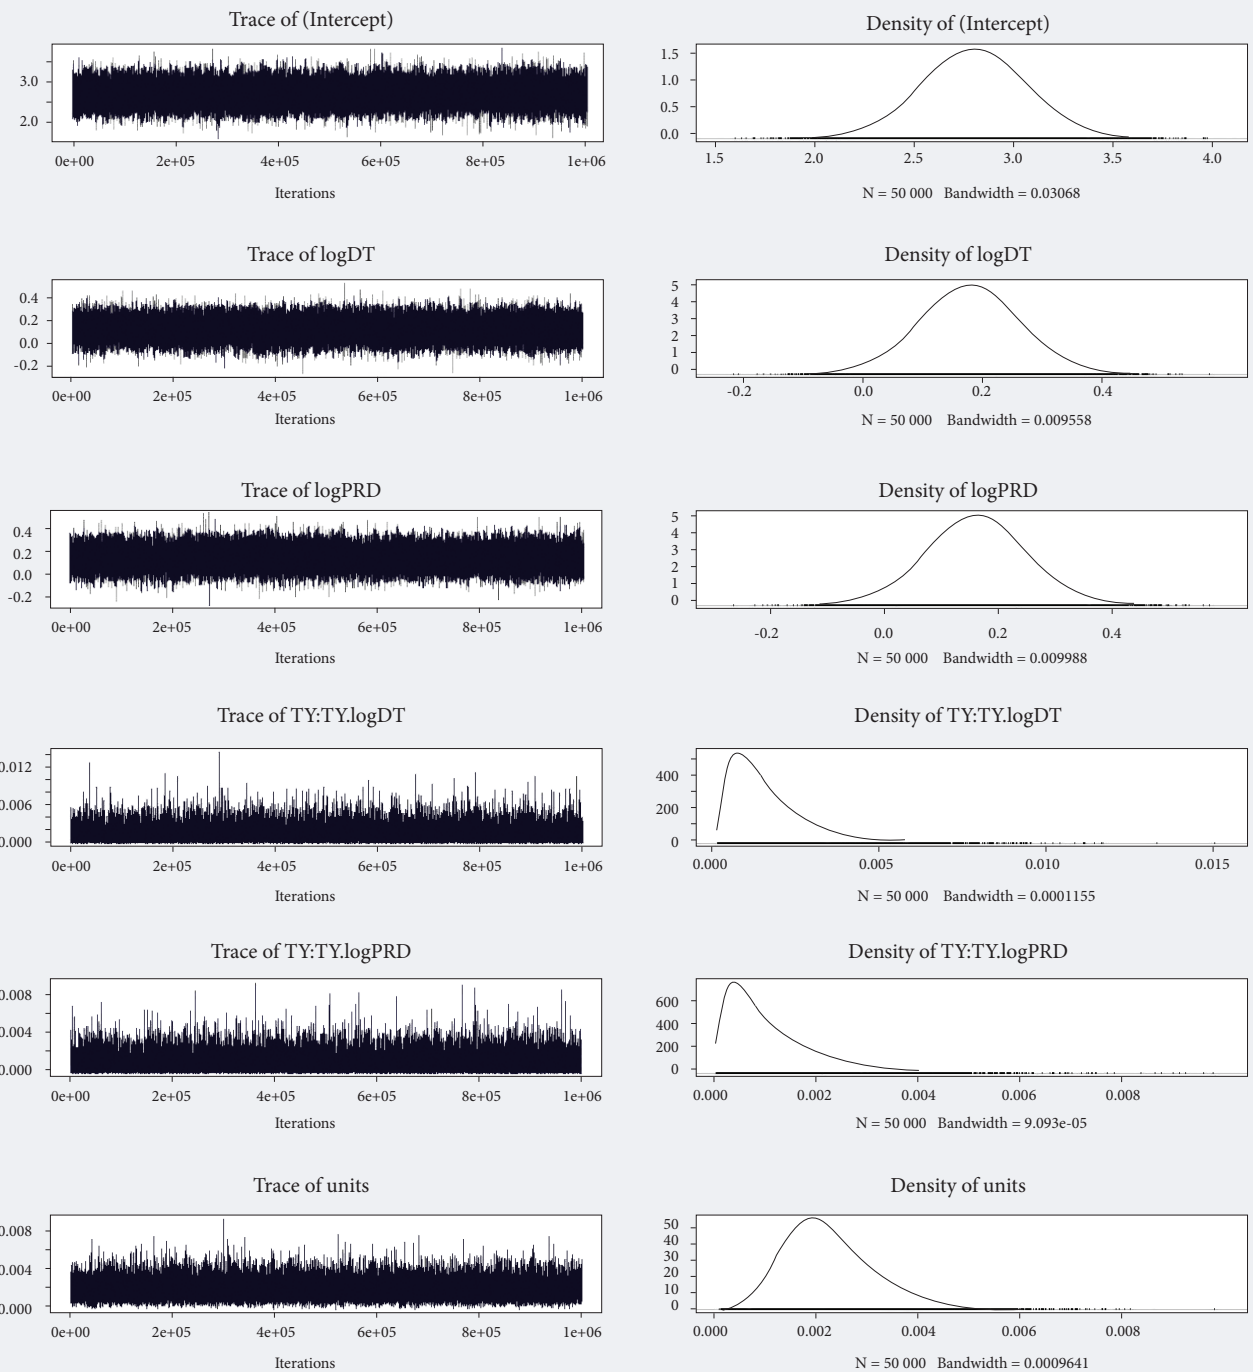 Trace of (Intercept)
3.0
2.0
0e+00 2e+05 4e+05 6e+05 8e+05 1e+06
Iterations
Density of (Intercept)
1.5
1.0
0.5
0.0
1.5 2.0 2.5 3.0 3.5 4.0
N = 50 000 Bandwidth = 0.03068
Trace of logDT
0.4
0.2
0.0
-0.2
0e+00 2e+05 4e+05 6e+05 8e+05 1e+06
Iterations
Density of logDT
5
4
3
2
1
0
-0.2 0.0 0.2 0.4
N = 50 000 Bandwidth = 0.009558
Trace of logPRD
0.4
0.2
0.0
-0.2
0e+00 2e+05 4e+05 6e+05 8e+05 1e+06
Iterations
Density of logPRD
5
4
3
2
1
0
-0.2 0.0 0.2 0.4
N = 50 000 Bandwidth = 0.009988
Trace of TY:TY.logDT
0.012
0.006
0.000
0e+00 2e+05 4e+05 6e+05 8e+05 1e+06
Iterations
Density of TY:TY.logDT
400
200
0
0.000 0.005 0.010 0.015
N = 50 000 Bandwidth = 0.0001155
Trace of TY:TY.logPRD
0.008
0.004
0.000
0e+00 2e+05 4e+05 6e+05 8e+05 1e+06
Iterations
Density of TY:TY.logPRD
600
400
200
0
0.000 0.002 0.004 0.006 0.008
N = 50 000 Bandwidth = 9.093e-05
Trace of units
0.008
0.004
0.000
0e+00 2e+05 4e+05 6e+05 8e+05 1e+06
Iterations
Density of units
50
40
30
20
10
0
0.000 0.002 0.004 0.006 0.008
N = 50 000 Bandwidth = 0.0009641